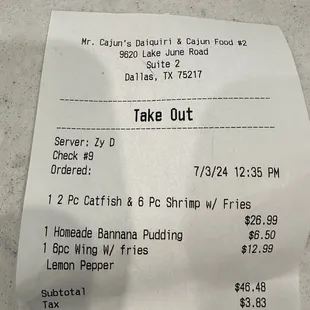 Mr. Cajun's Daiquiri & Cajun Food #2
9620 Lake June Road
Suite 2
Dallas, TX 75217
Take Out
Server: Zy D
Check #9
Ordered: 7/3/24 12:35 PM
1 2 Pc Catfish & 6 Pc Shrimp w/ Fries
$26.99
1 Homeade Bannana Pudding $6.50
1 6pc Wing W/ fries $12.99
Lemon Pepper
Subtotal $46.48
Tax $3.83